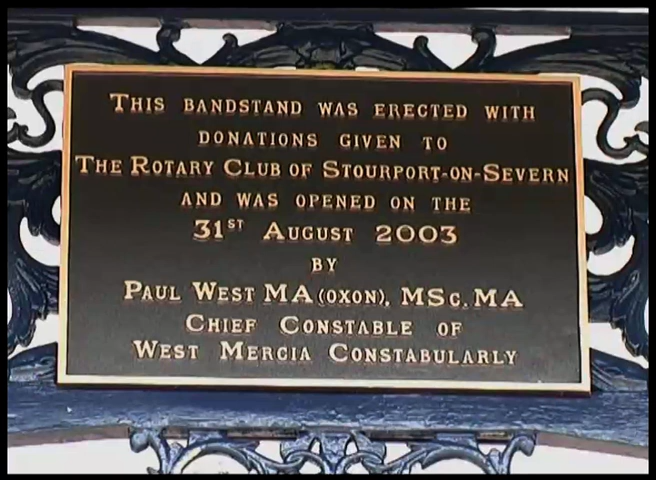 This bandstand was erected with
donations given to
The Rotary Club of Stourport-on-Severn
and was opened on the
31st August 2003
by
Paul West MA (oxon), MSc. MA
Chief Constable of
West Mercia Constabularly